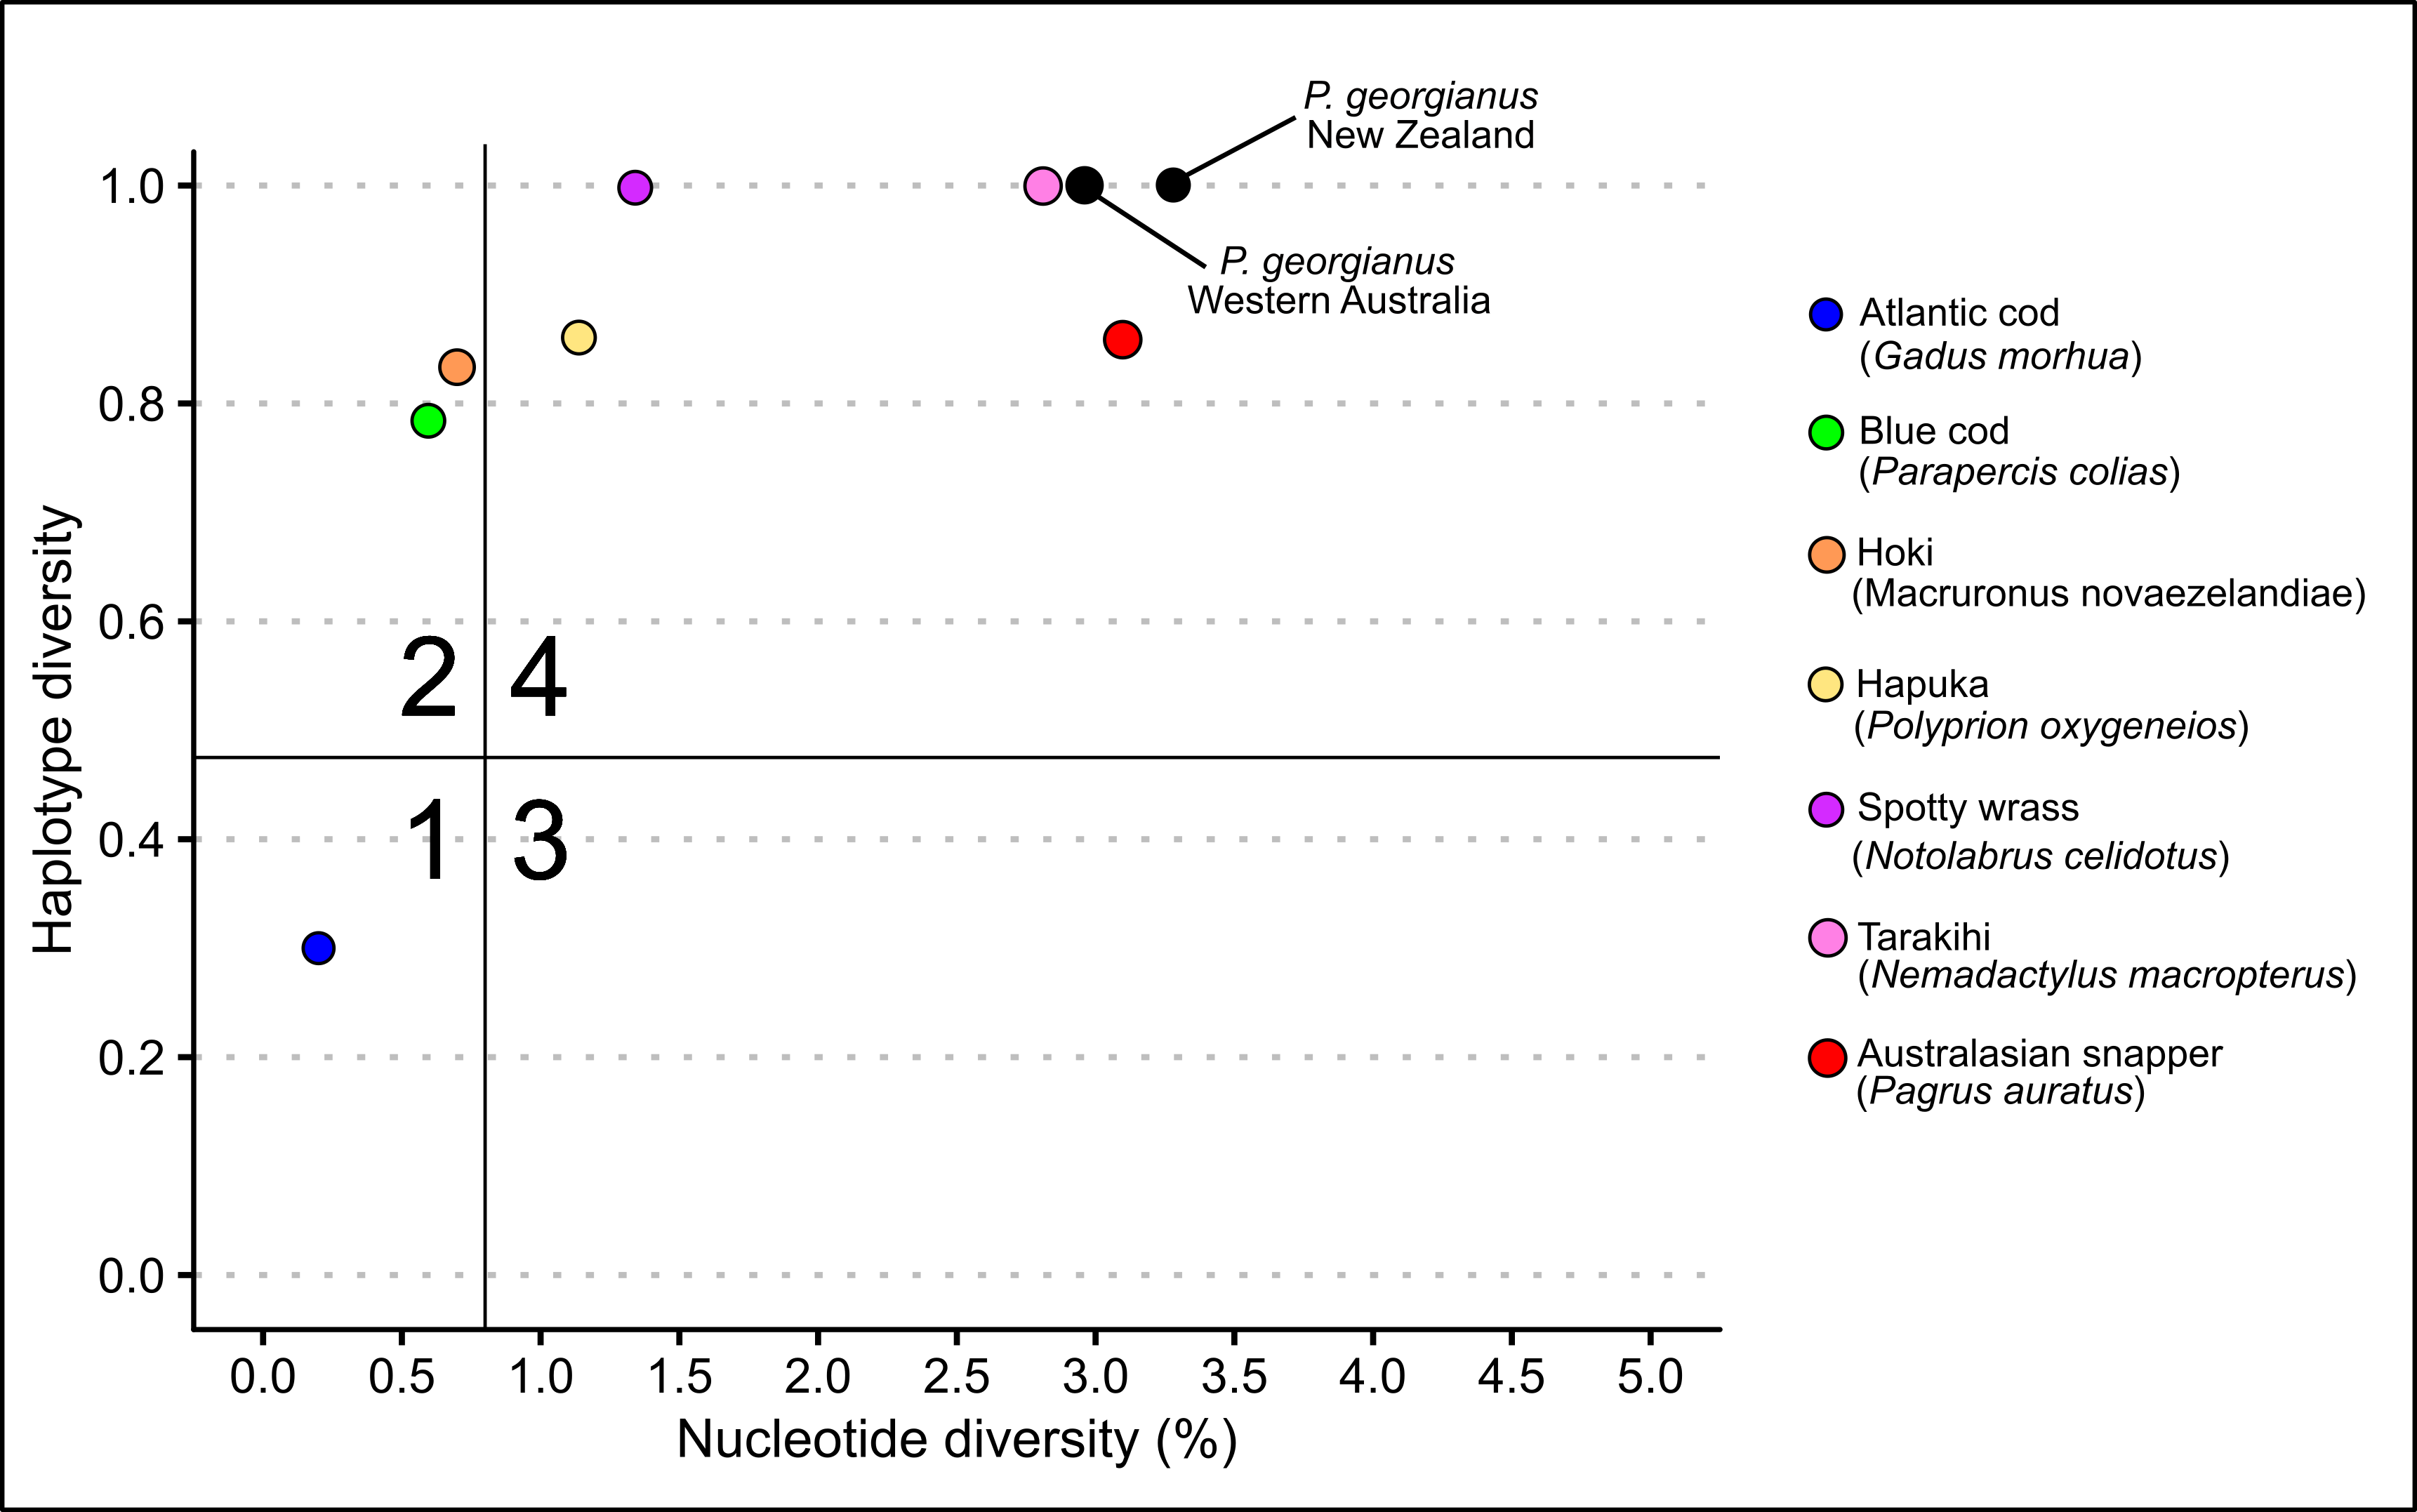 P. georgianus
New Zealand
P. georgianus
Western Australia
Haplotype diversity
1.0
0.8
0.6
0.4
0.2
0.0
2 4
1 3
0.0 0.5 1.0 1.5 2.0 2.5 3.0 3.5 4.0 4.5 5.0
Nucleotide diversity (%)
Atlantic cod
(Gadus morhua)
Blue cod
(Parapercis colias)
Hoki
(Macruronus novaezelandiae)
Hapuka
(Polyprion oxygeneios)
Spotty wrass
(Notolabrus celidotus)
Tarakihi
(Nemadactylus macropterus)
Australasian snapper
(Pagrus auratus)